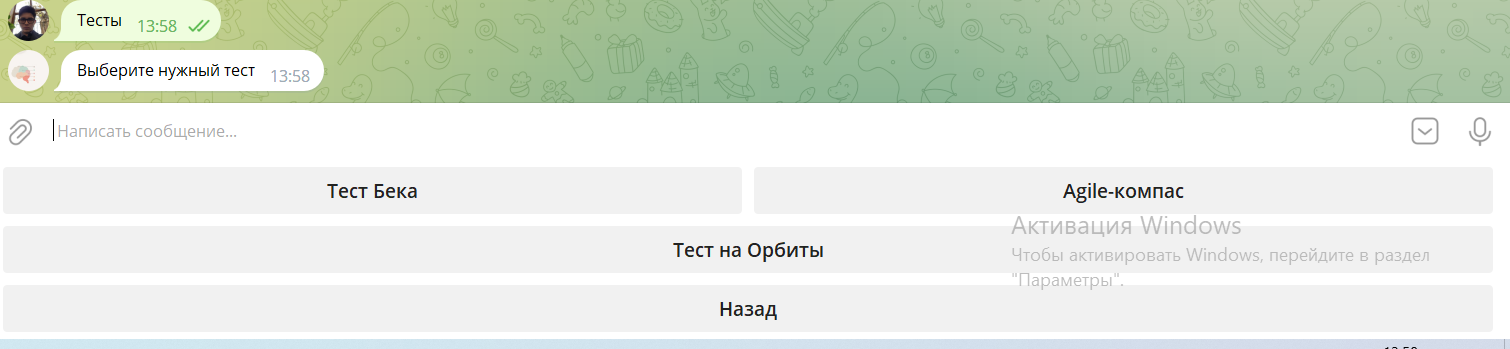 Тесты 13:58
Выберите нужный тест 13:58
Написать сообщение...
Тест Бека
Agile-компас
Активация Windows
Тест на Орбиты
Чтобы активировать Windows, перейдите в раздел
"Параметры".
Назад